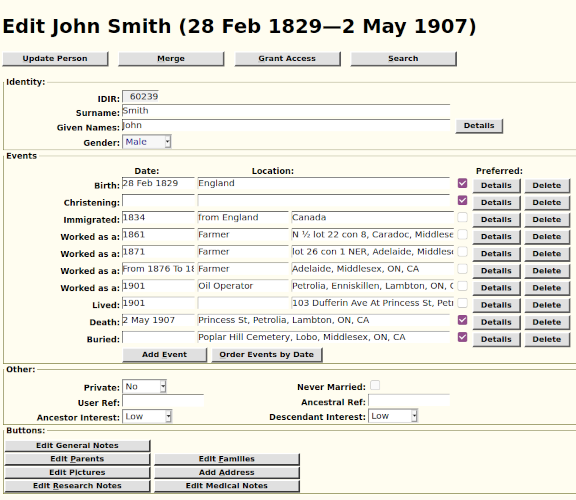 Edit John Smith (28 Feb 1829—2 May 1907)
Update Person Merge Grant Access Search
Identity:
IDIR: 60239
Surname: Smith
Given Names: John Details
Gender: Male
Events
Date: Location: Preferred:
Birth: 28 Feb 1829 England Details Delete
Christening: Details Delete
Immigrated: 1834 from England Canada Details Delete
Worked as a: 1861 Farmer N ½ lot 22 con 8, Caradoc, Middlese Details Delete
Worked as a: 1871 Farmer lot 26 con 1 NER, Adelaide, Middlese Details Delete
Worked as a: From 1876 To 18 Farmer Adelaide, Middlesex, ON, CA Details Delete
Worked as a: 1901 Oil Operator Petrolia, Enniskillen, Lambton, ON, C Details Delete
Lived: 1901 103 Dufferin Ave At Princess St, Petr Details Delete
Death: 2 May 1907 Princess St, Petrolia, Lambton, ON, CA Details Delete
Buried: Poplar Hill Cemetery, Lobo, Middlesex, ON, CA Details Delete
Add Event Order Events by Date
Other:
Private: No Never Married:
User Ref: Ancestral Ref:
Ancestor Interest: Low Descendant Interest: Low
Buttons:
Edit General Notes
Edit Parents Edit Families
Edit Pictures Add Address
Edit Research Notes Edit Medical Notes